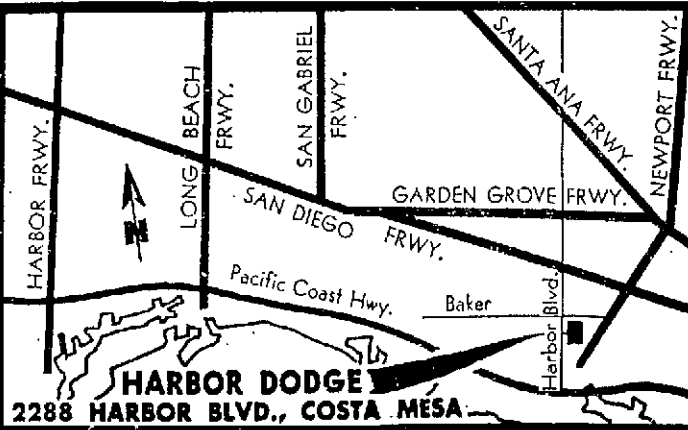 HARBOR FRWY.
LONG BEACH
FRWY.
SAN GABRIEL
FRWY.
SANTA ANA FRWY.
NEWPORT FRWY.
GARDEN GROVE FRWY.
SAN DIEGO FRWY.
N
Pacific Coast Hwy.
Baker
Harbor Blvd.
HARBOR DODGE
2288 HARBOR BLVD., COSTA MESA